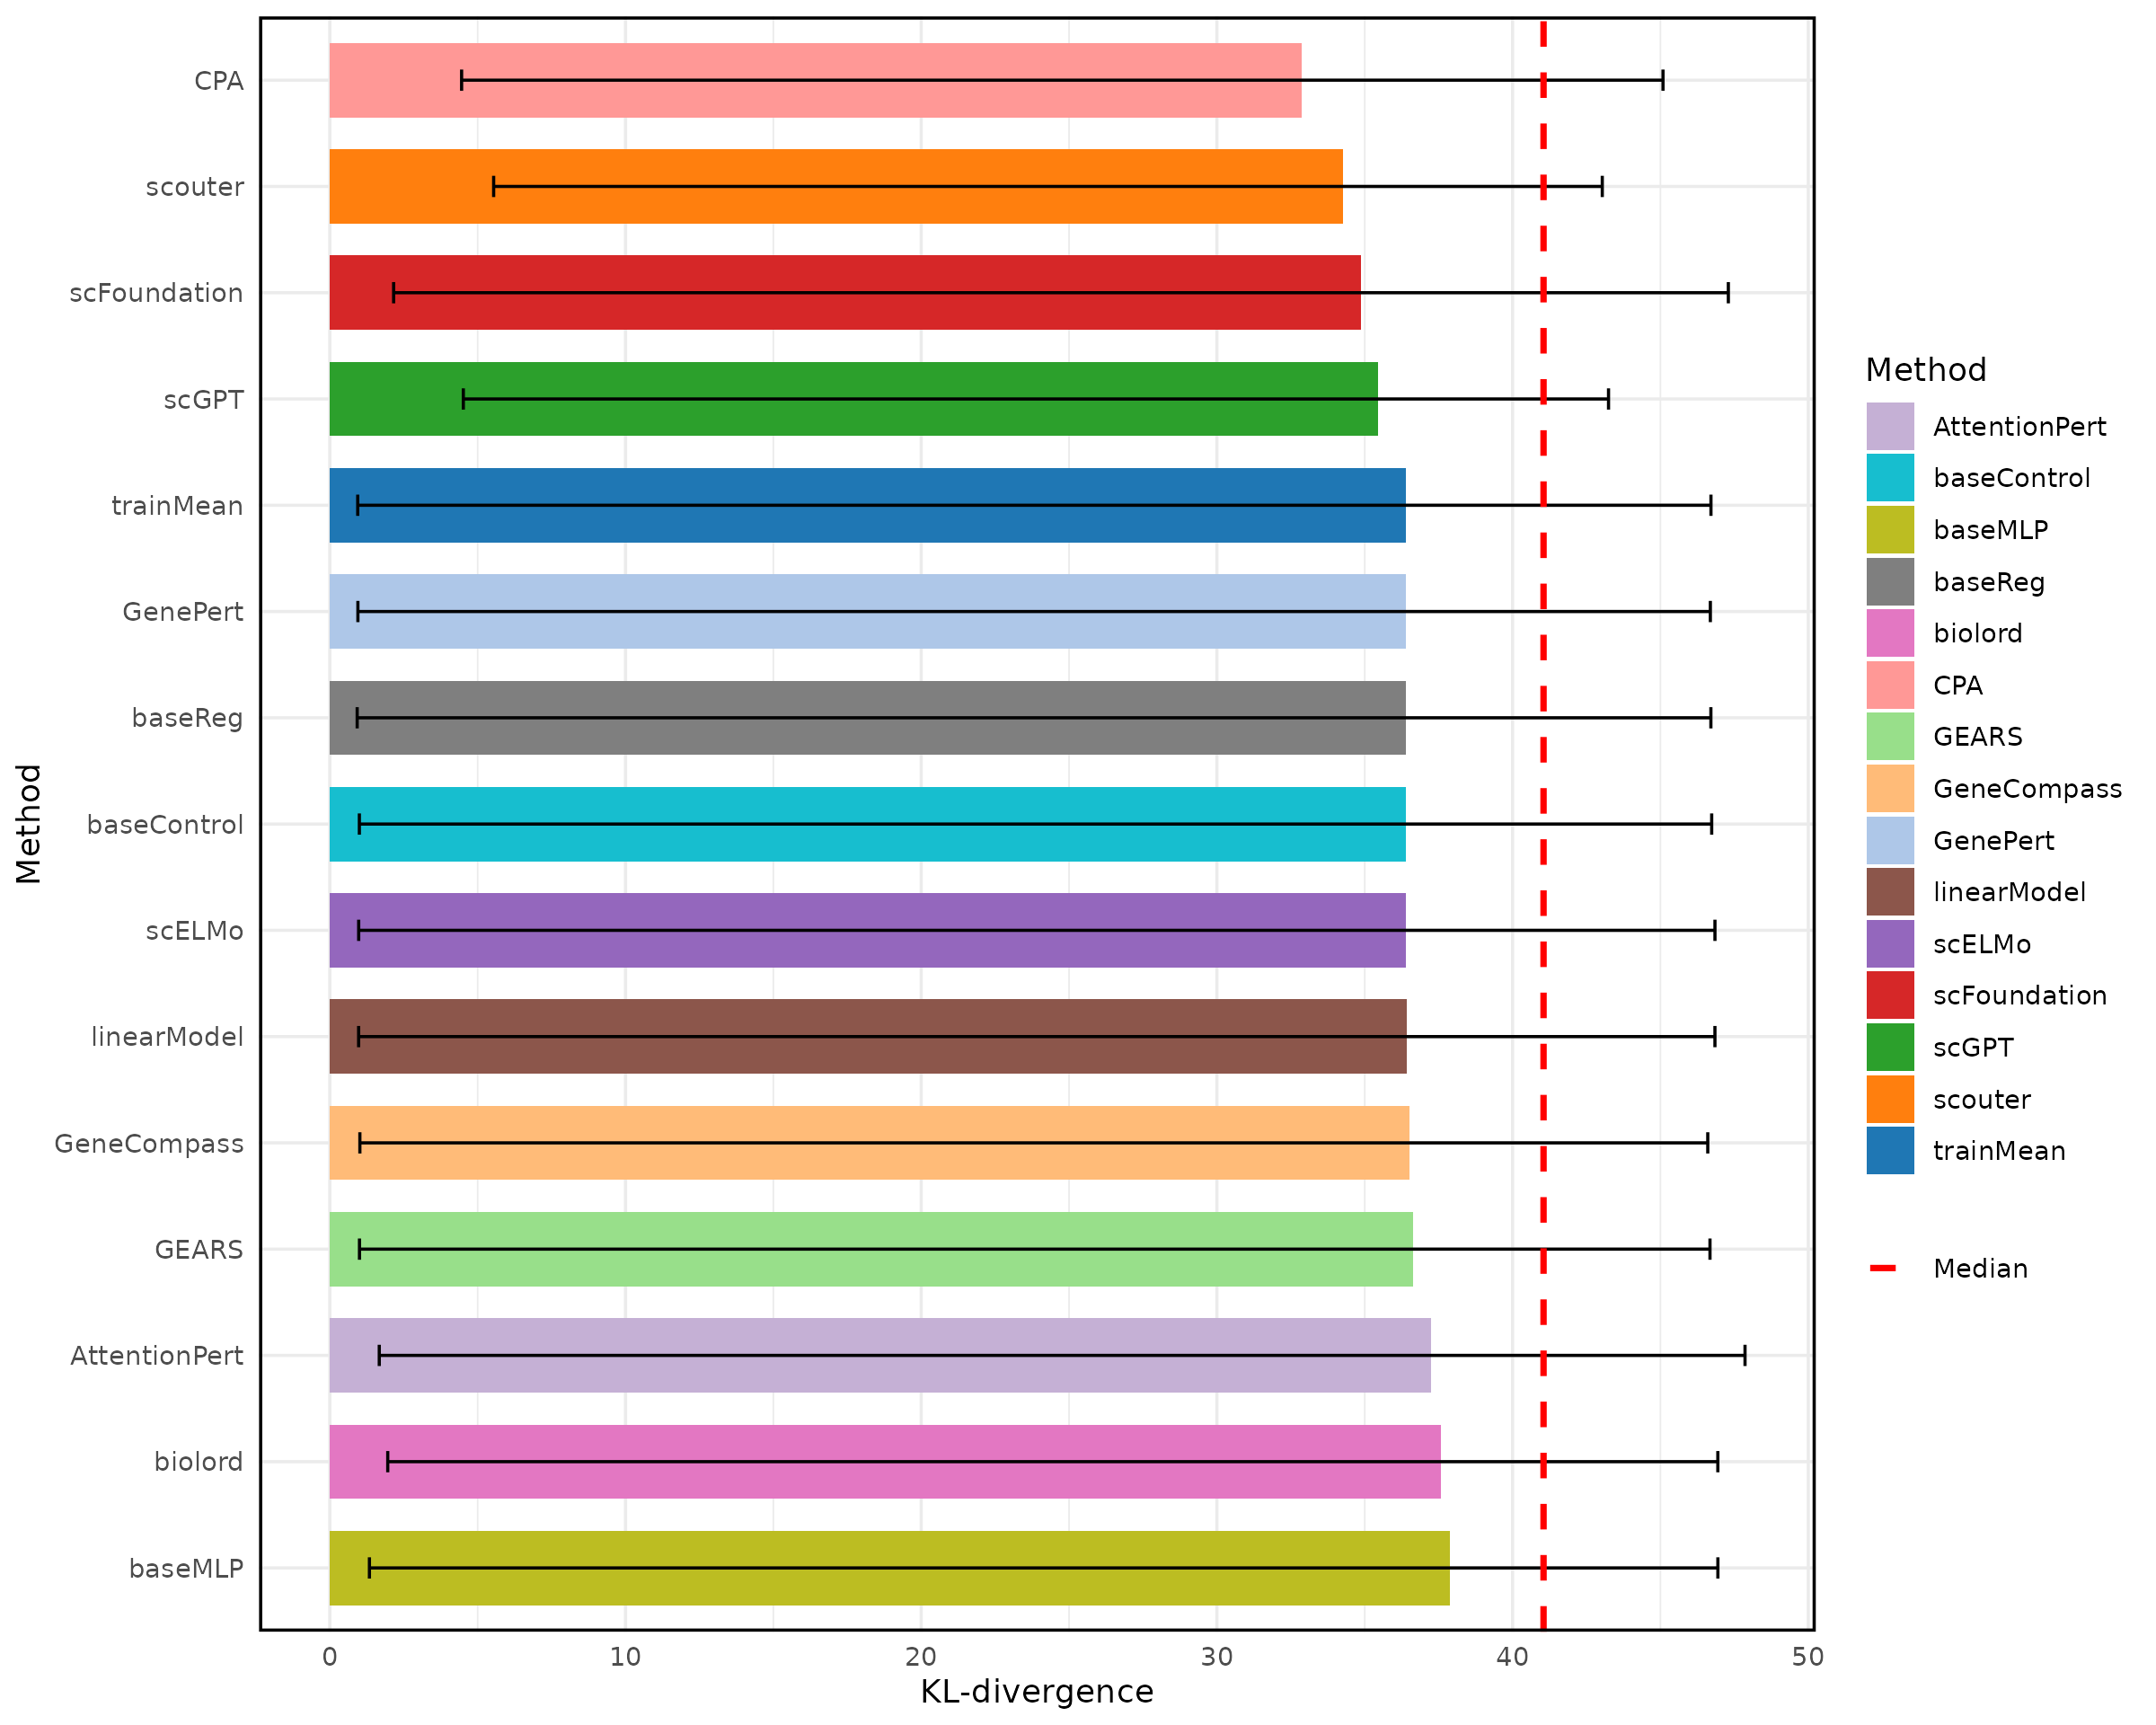 CPA
scouter
scFoundation
scGPT
trainMean
GenePert
baseReg
baseControl
scELMo
linearModel
GeneCompass
GEARS
AttentionPert
biolord
baseMLP
Method
0 10 20 30 40 50
KL-divergence
Method
AttentionPert
baseControl
baseMLP
baseReg
biolord
CPA
GEARS
GeneCompass
GenePert
linearModel
scELMo
scFoundation
scGPT
scouter
trainMean
Median